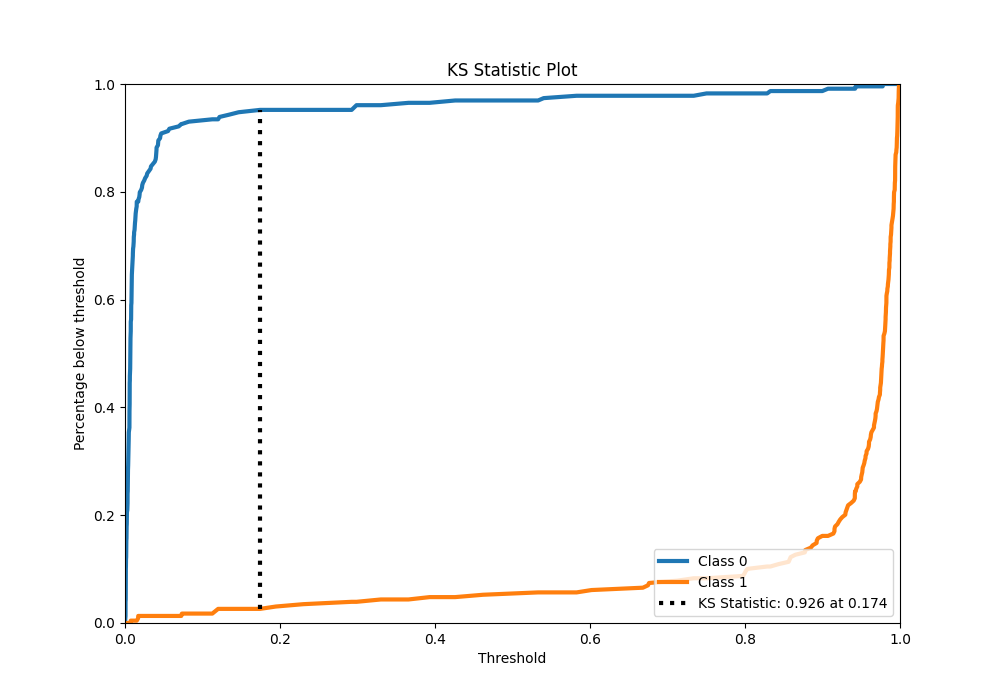 KS Statistic Plot
Percentage below threshold
1.0
0.8
0.6
0.4
0.2
0.0
0.0 0.2 0.4 0.6 0.8 1.0
Threshold
Class 0
Class 1
KS Statistic: 0.926 at 0.174